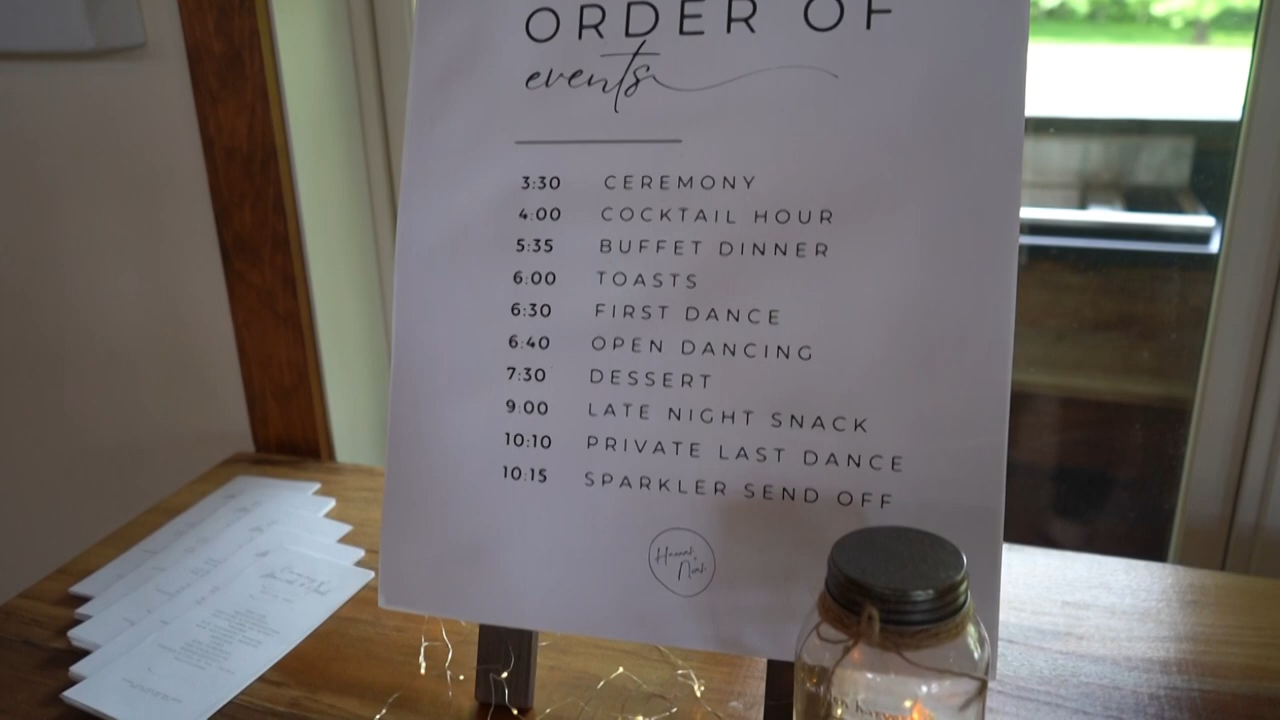 ORDER OF
events
3:30 CEREMONY
4:00 COCKTAIL HOUR
5:35 BUFFET DINNER
6:00 TOASTS
6:30 FIRST DANCE
6:40 OPEN DANCING
7:30 DESSERT
9:00 LATE NIGHT SNACK
10:10 PRIVATE LAST DANCE
10:15 SPARKLER SEND OFF
Hannah
Noah